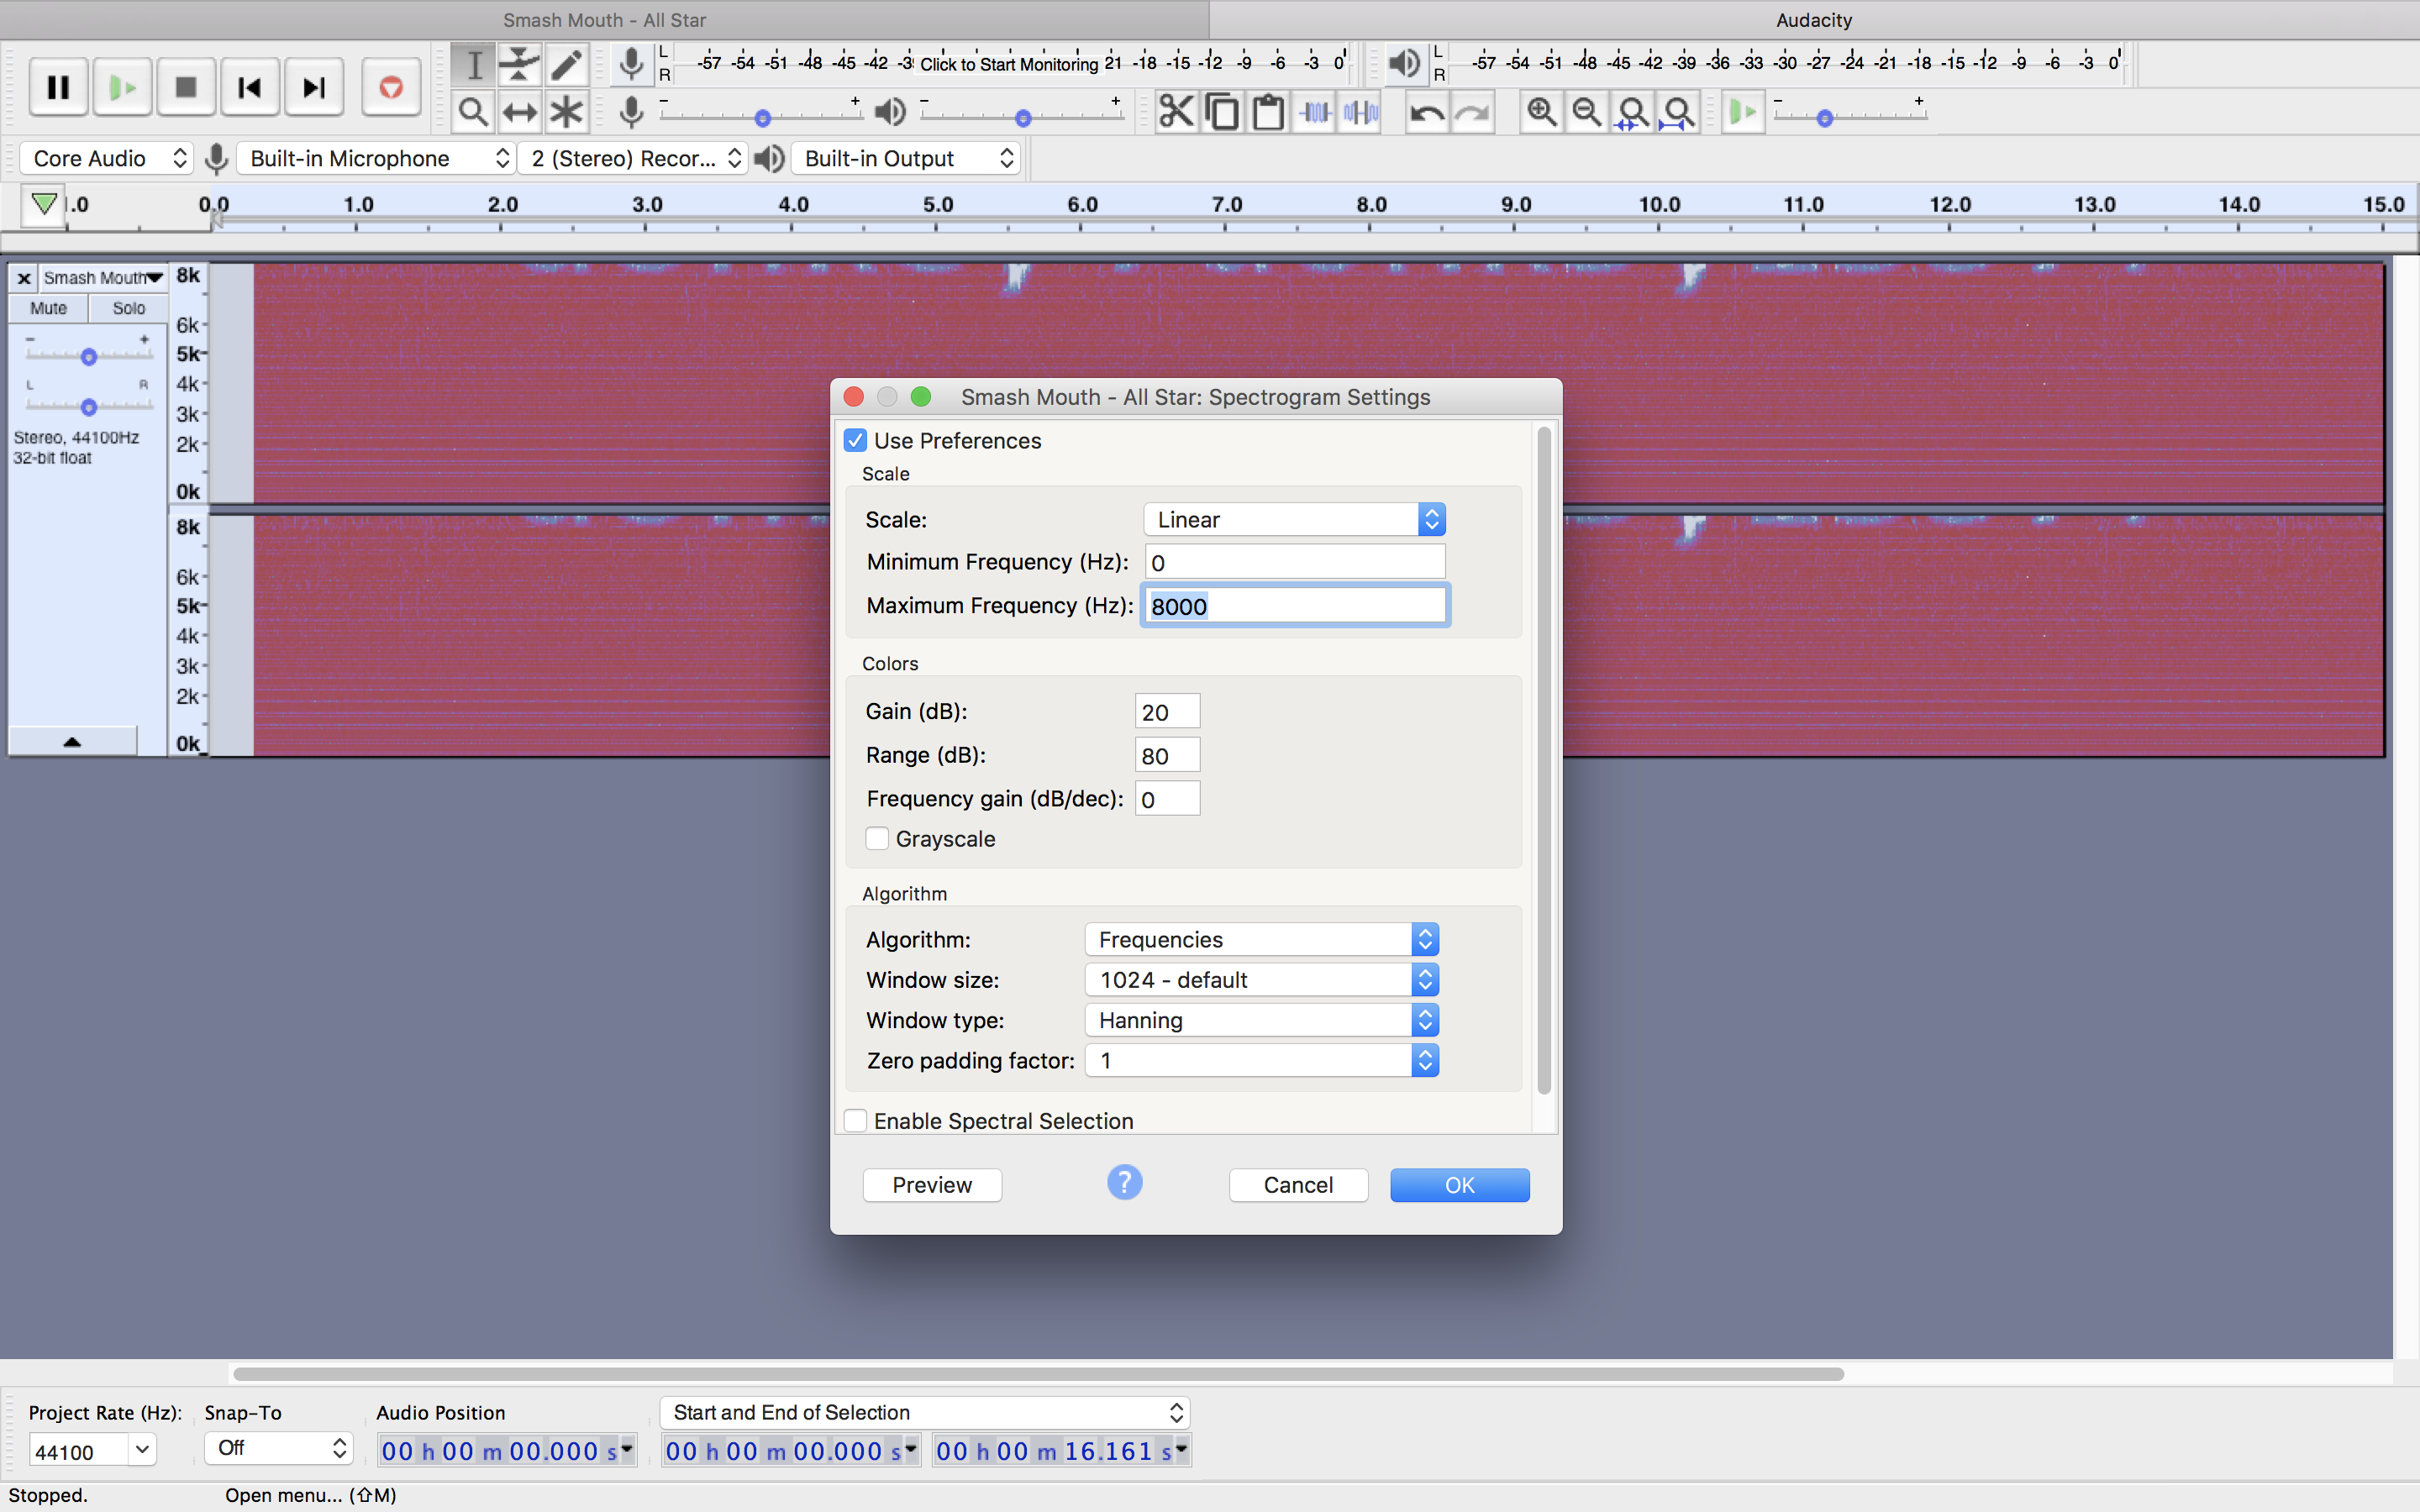 Smash Mouth - All Star
Audacity
L
R
-57 -54 -51 -48 -45 -42 -3 Click to Start Monitoring 21 -18 -15 -12 -9 -6 -3 0
L
R
-57 -54 -51 -48 -45 -42 -39 -36 -33 -30 -27 -24 -21 -18 -15 -12 -9 -6 -3 0
- +
- +
- +
Core Audio
Built-in Microphone
2 (Stereo) Recor...
Built-in Output
1.0 0.0 1.0 2.0 3.0 4.0 5.0 6.0 7.0 8.0 9.0 10.0 11.0 12.0 13.0 14.0 15.0
x Smash Mouth
Mute Solo
- +
L R
Stereo, 44100Hz
32-bit float
8k
6k
5k
4k
3k
2k
0k
8k
6k
5k
4k
3k
2k
0k
Smash Mouth - All Star: Spectrogram Settings
Use Preferences
Scale
Scale: Linear
Minimum Frequency (Hz): 0
Maximum Frequency (Hz): 8000
Colors
Gain (dB): 20
Range (dB): 80
Frequency gain (dB/dec): 0
Grayscale
Algorithm
Algorithm: Frequencies
Window size: 1024 - default
Window type: Hanning
Zero padding factor: 1
Enable Spectral Selection
Preview ? Cancel OK
Project Rate (Hz): Snap-To Audio Position Start and End of Selection
44100 Off 00 h 00 m 00.000 s 00 h 00 m 00.000 s 00 h 00 m 16.161 s
Stopped. Open menu... (⇧M)